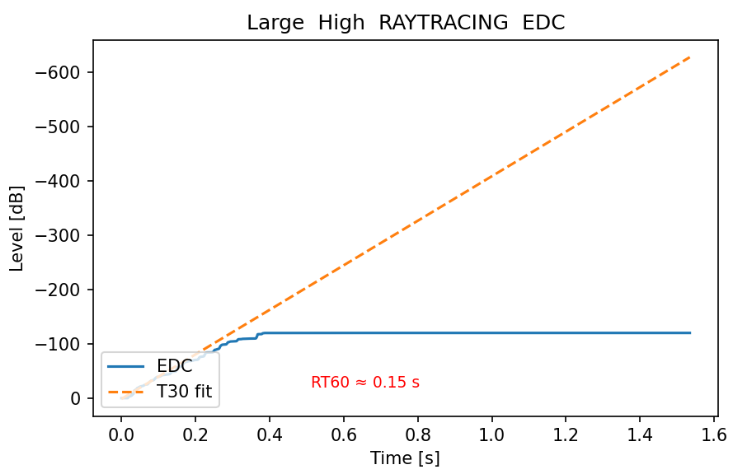 Large High RAYTRACING EDC
Level [dB]
−600
−500
−400
−300
−200
−100
0
EDC
T30 fit
RT60 ≈ 0.15 s
0.0 0.2 0.4 0.6 0.8 1.0 1.2 1.4 1.6
Time [s]